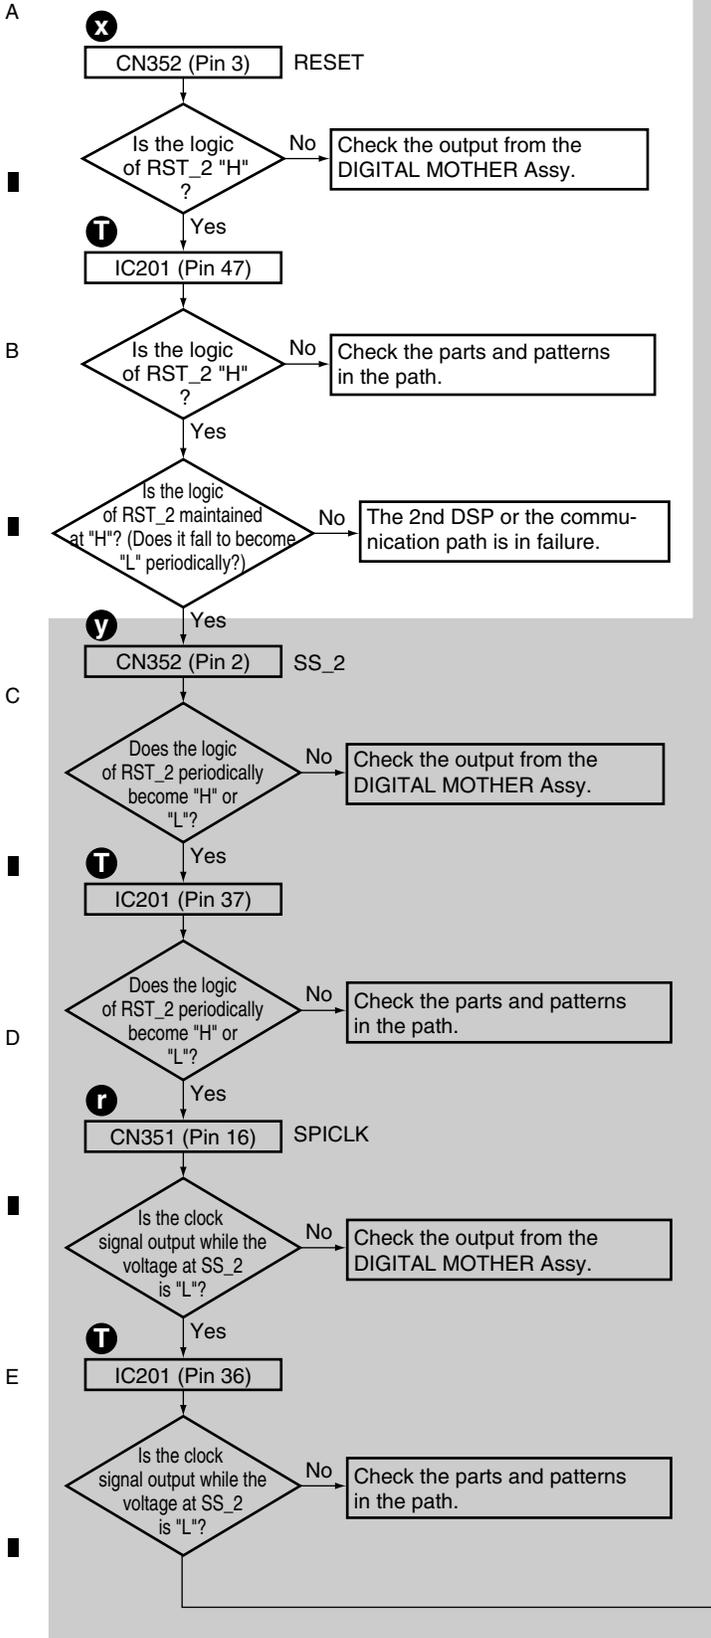 A
x
CN352 (Pin 3) RESET
Is the logic
of RST_2 "H"
?
No
Check the output from the
DIGITAL MOTHER Assy.
Yes
T
IC201 (Pin 47)
B
Is the logic
of RST_2 "H"
?
No
Check the parts and patterns
in the path.
Yes
Is the logic
of RST_2 maintained
at "H"? (Does it fall to become
"L" periodically?)
No
The 2nd DSP or the commu-
nication path is in failure.
Yes
y
CN352 (Pin 2) SS_2
C
Does the logic
of RST_2 periodically
become "H" or
"L"?
No
Check the output from the
DIGITAL MOTHER Assy.
Yes
T
IC201 (Pin 37)
Does the logic
of RST_2 periodically
become "H" or
"L"?
No
Check the parts and patterns
in the path.
D
Yes
r
CN351 (Pin 16) SPICLK
Is the clock
signal output while the
voltage at SS_2
is "L"?
No
Check the output from the
DIGITAL MOTHER Assy.
Yes
T
IC201 (Pin 36)
E
Is the clock
signal output while the
voltage at SS_2
is "L"?
No
Check the parts and patterns
in the path.